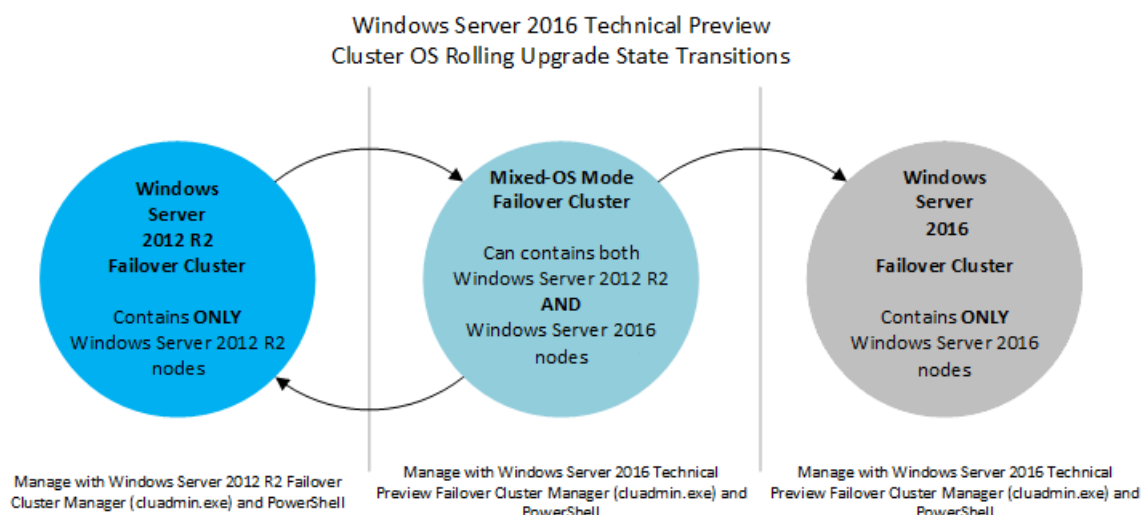 Windows Server 2016 Technical Preview
Cluster OS Rolling Upgrade State Transitions
Windows
Server
2012 R2
Failover Cluster
Contains ONLY
Windows Server 2012 R2
nodes
Mixed-OS Mode
Failover Cluster
Can contains both
Windows Server 2012 R2
AND
Windows Server 2016
nodes
Windows
Server
2016
Failover Cluster
Contains ONLY
Windows Server 2016
nodes
Manage with Windows Server 2012 R2 Failover
Cluster Manager (cluadmin.exe) and PowerShell
Manage with Windows Server 2016 Technical
Preview Failover Cluster Manager (cluadmin.exe) and
PowerShell
Manage with Windows Server 2016 Technical
Preview Failover Cluster Manager (cluadmin.exe) and
PowerShell